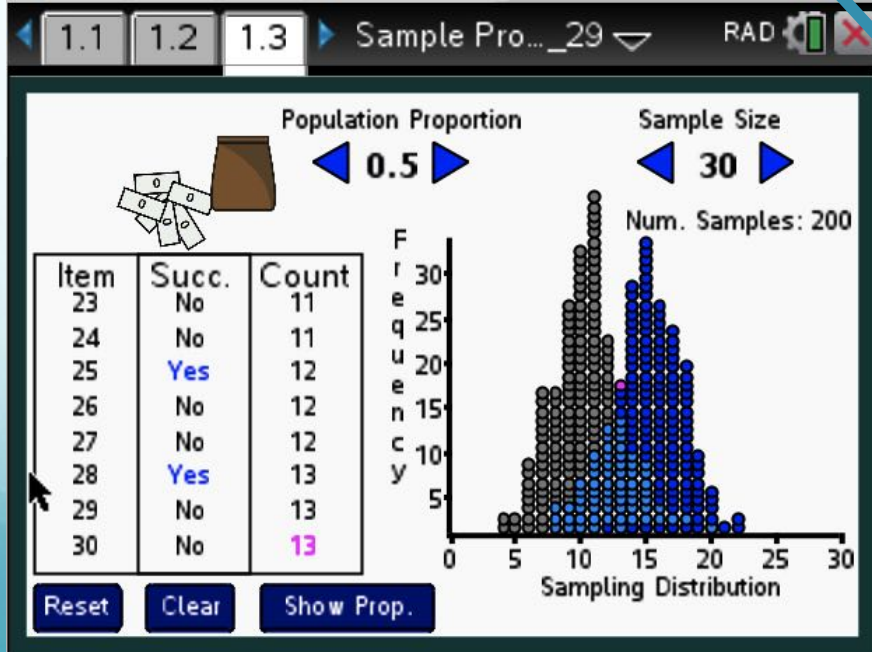 1.1 1.2 1.3 Sample Pro..._29 RAD
Population Proportion
0.5
Sample Size
30
Num. Samples: 200
Item Succ. Count
23 No 11
24 No 11
25 Yes 12
26 No 12
27 No 12
28 Yes 13
29 No 13
30 No 13
Frequency
30
25
20
15
10
5
0 5 10 15 20 25 30
Sampling Distribution
Reset Clear Show Prop.